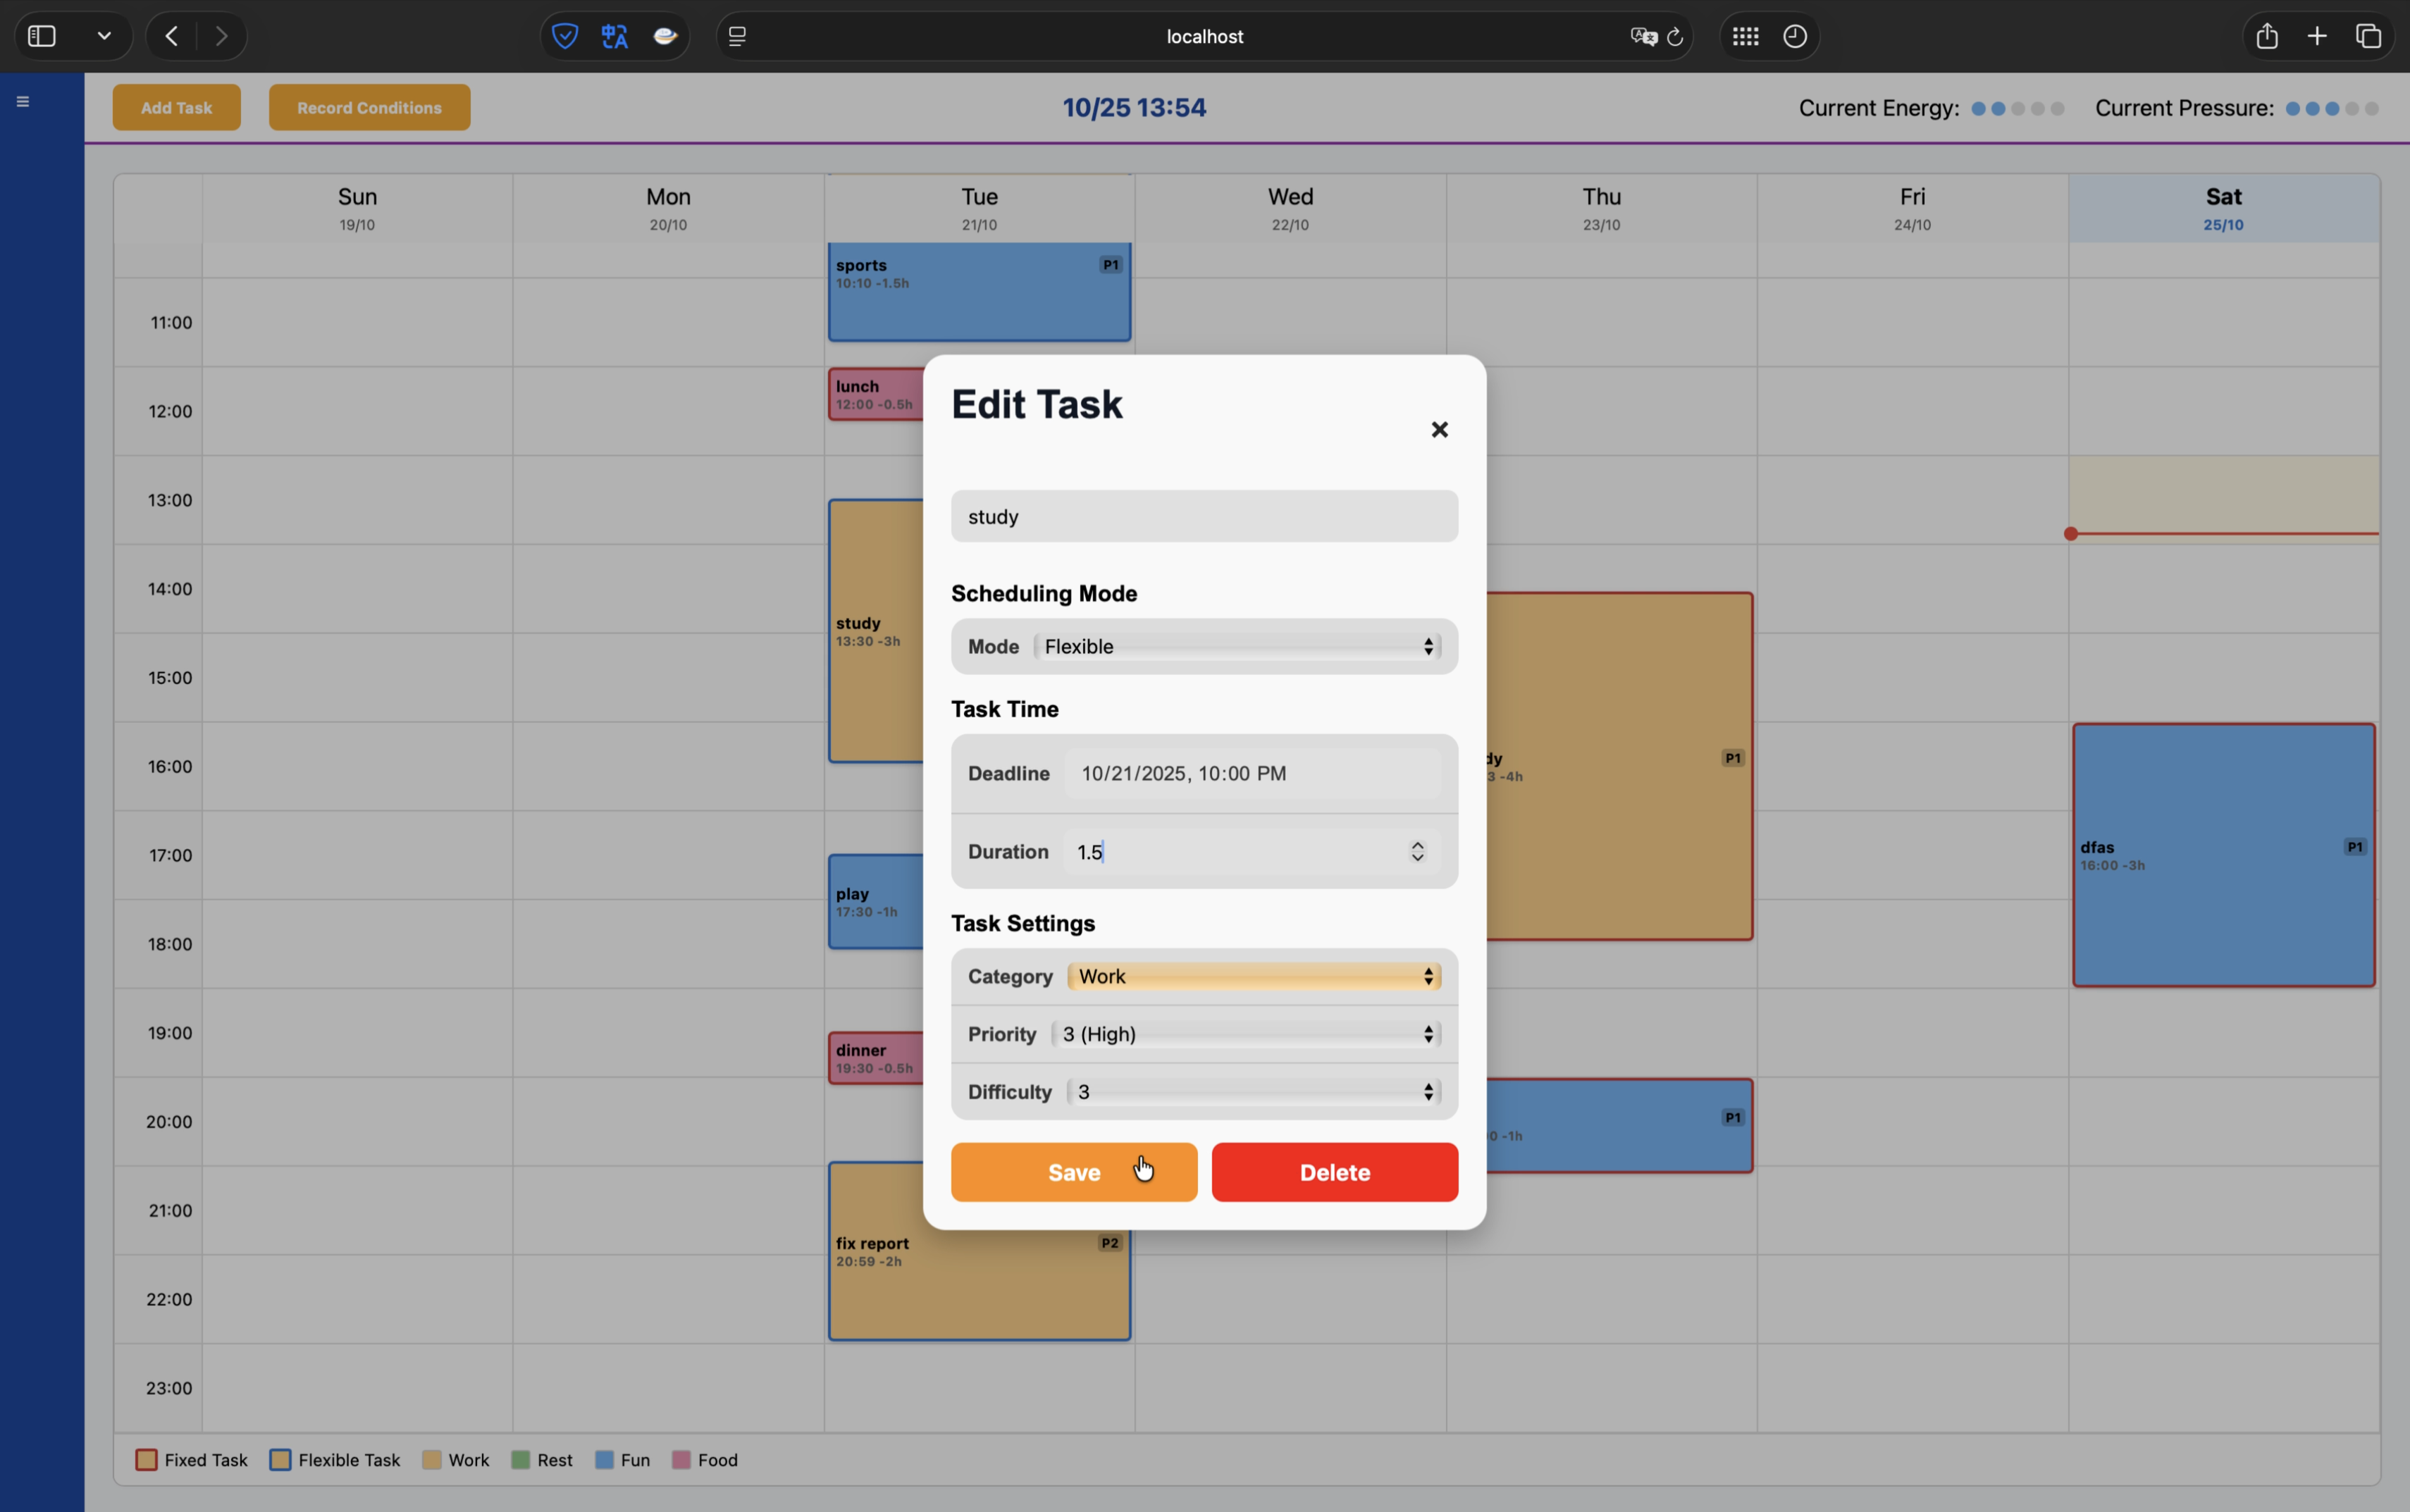 localhost
Add Task
Record Conditions
10/25 13:54
Current Energy:
Current Pressure:
Sun
19/10
Mon
20/10
Tue
21/10
Wed
22/10
Thu
23/10
Fri
24/10
Sat
25/10
sports
P1
10:10 -1.5h
11:00
lunch
12:00 -0.5h
12:00
13:00
14:00
study
13:30 -3h
15:00
16:00
play
17:30 -1h
17:00
18:00
dinner
19:30 -0.5h
19:00
20:00
21:00
fix report
P2
20:59 -2h
22:00
23:00
Edit Task
×
study
Scheduling Mode
Mode
Flexible
Task Time
Deadline
10/21/2025, 10:00 PM
Duration
1.5
Task Settings
Category
Work
Priority
3 (High)
Difficulty
3
Save
Delete
dy
P1
3 -4h
P1
0 -1h
dfas
P1
16:00 -3h
Fixed Task
Flexible Task
Work
Rest
Fun
Food